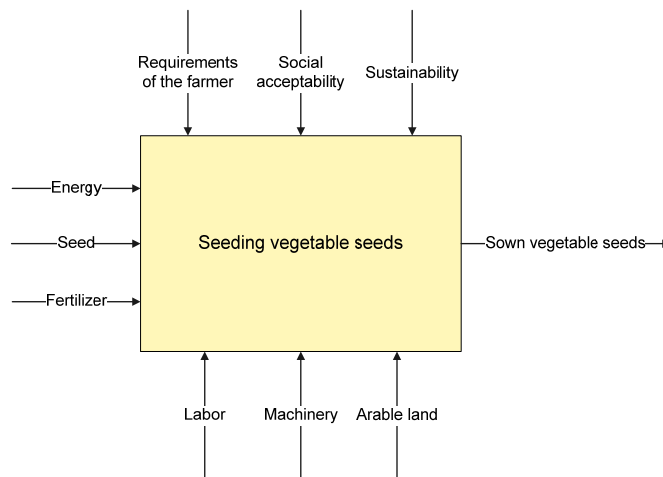 Requirements
of the farmer
Social
acceptability
Sustainability
Energy
Seed
Fertilizer
Seeding vegetable seeds
Sown vegetable seeds
Labor
Machinery
Arable land